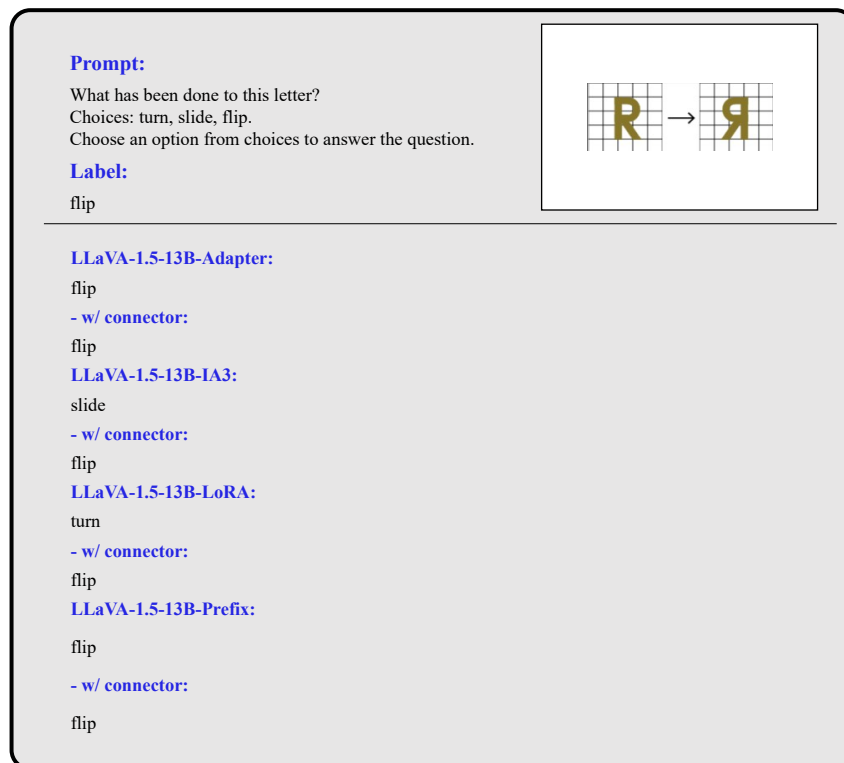 Prompt:
What has been done to this letter?
Choices: turn, slide, flip.
Choose an option from choices to answer the question.
Label:
flip
R → Я
LLaVA-1.5-13B-Adapter:
flip
- w/ connector:
flip
LLaVA-1.5-13B-IA3:
slide
- w/ connector:
flip
LLaVA-1.5-13B-LoRA:
turn
- w/ connector:
flip
LLaVA-1.5-13B-Prefix:
flip
- w/ connector:
flip